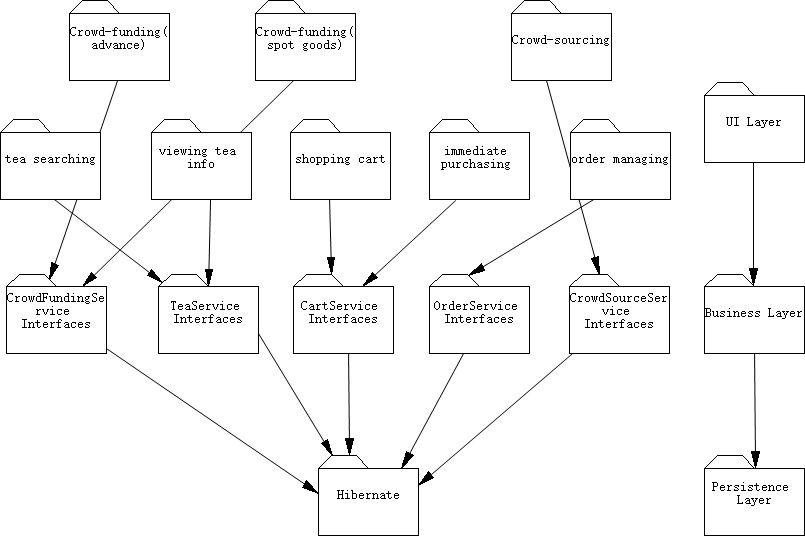 Crowd-funding(
advance)
Crowd-funding(
spot goods)
Crowd-sourcing
UI Layer
tea searching
viewing tea
info
shopping cart
immediate
purchasing
order managing
CrowdFundingSe
rvice
Interfaces
TeaService
Interfaces
CartService
Interfaces
OrderService
Interfaces
CrowdSourceSer
vice
Interfaces
Business Layer
Hibernate
Persistence
Layer